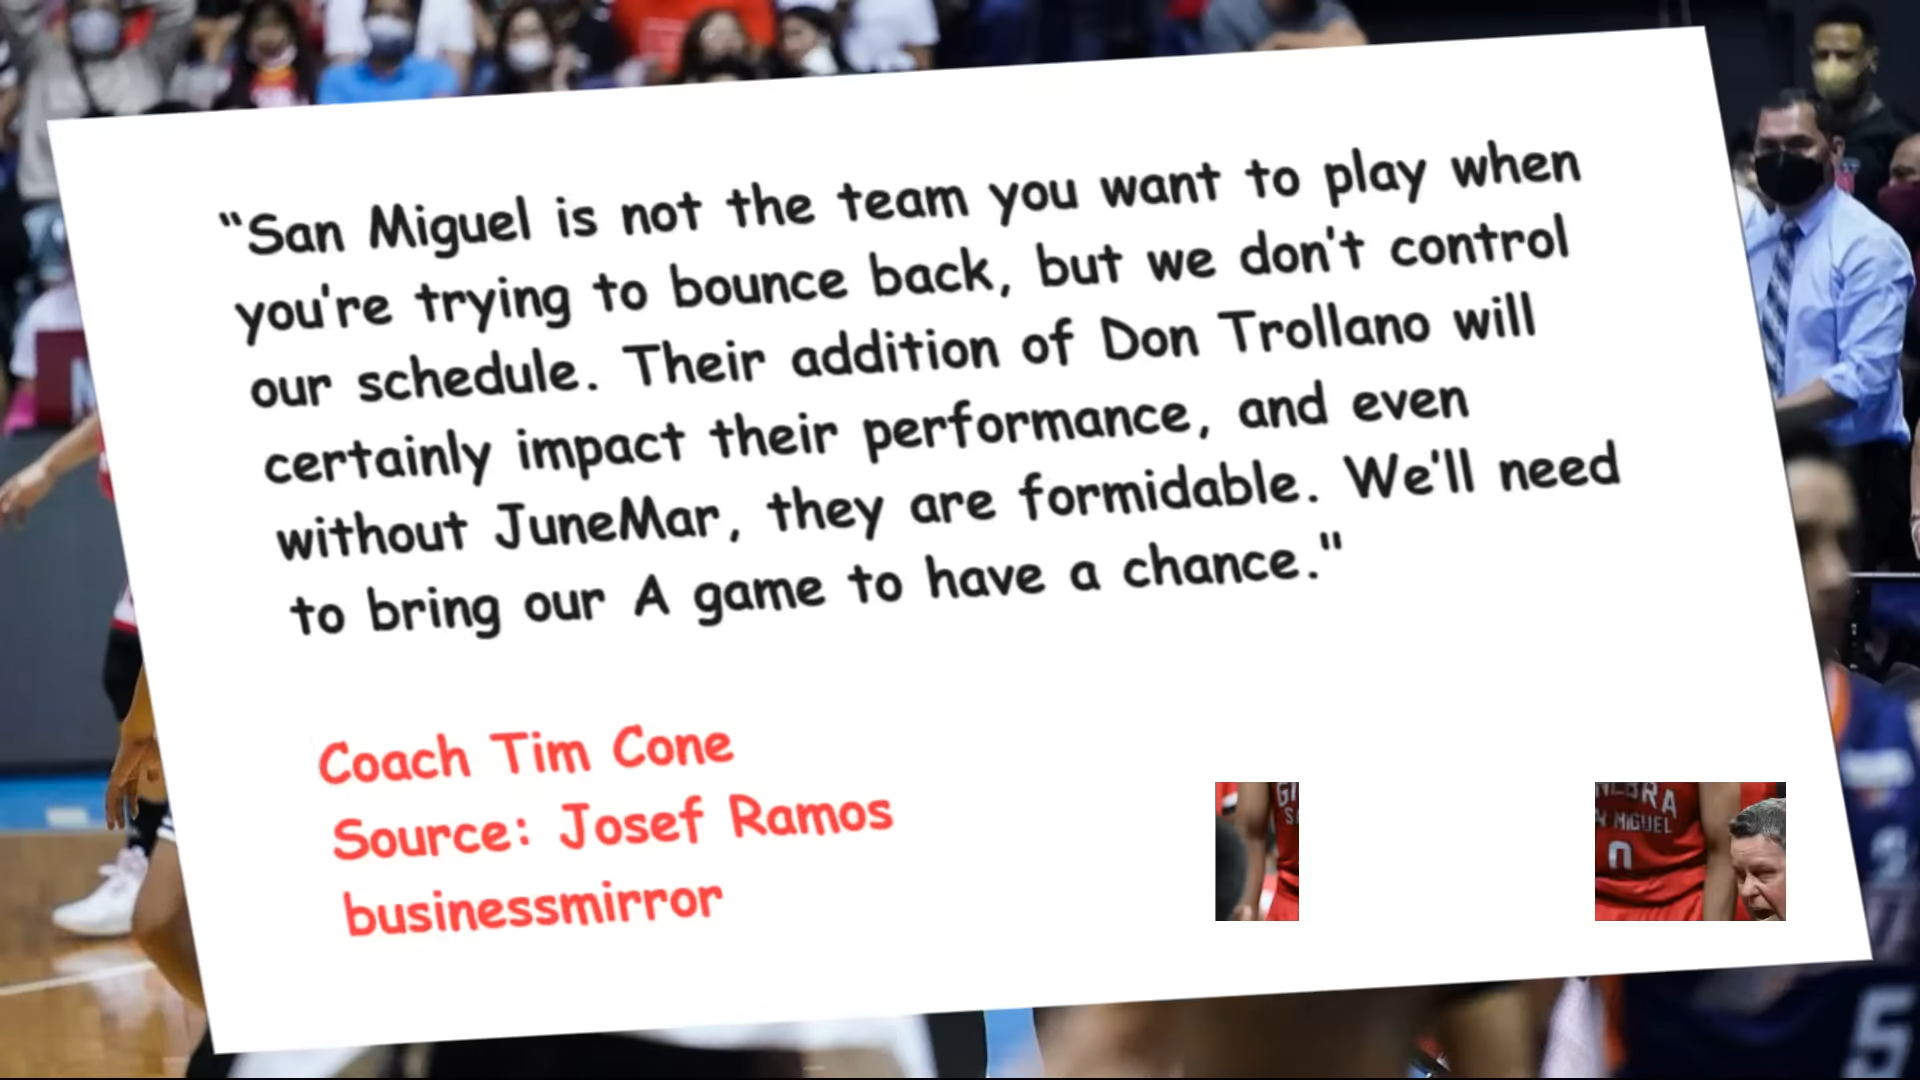 “San Miguel is not the team you want to play when
you're trying to bounce back, but we don't control
our schedule. Their addition of Don Trollano will
certainly impact their performance, and even
without JuneMar, they are formidable. We'll need
to bring our A game to have a chance."
Coach Tim Cone
Source: Josef Ramos
businessmirror
MIGUEL
0
5